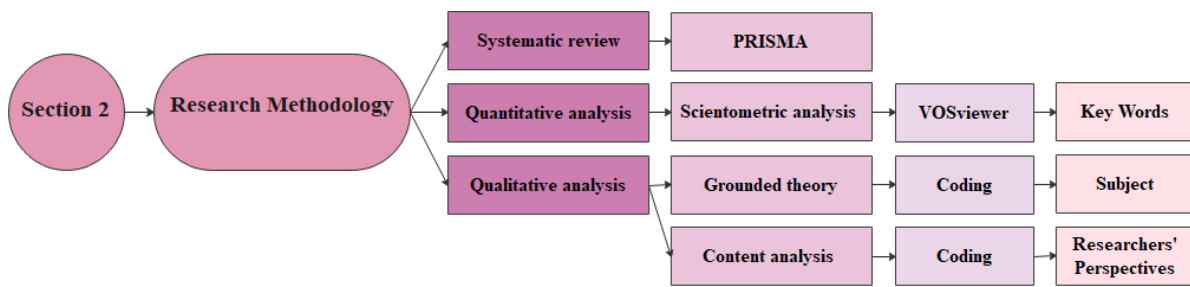 Section 2
Research Methodology
Systematic review
PRISMA
Quantitative analysis
Scientometric analysis
VOSviewer
Key Words
Qualitative analysis
Grounded theory
Coding
Subject
Content analysis
Coding
Researchers'
Perspectives